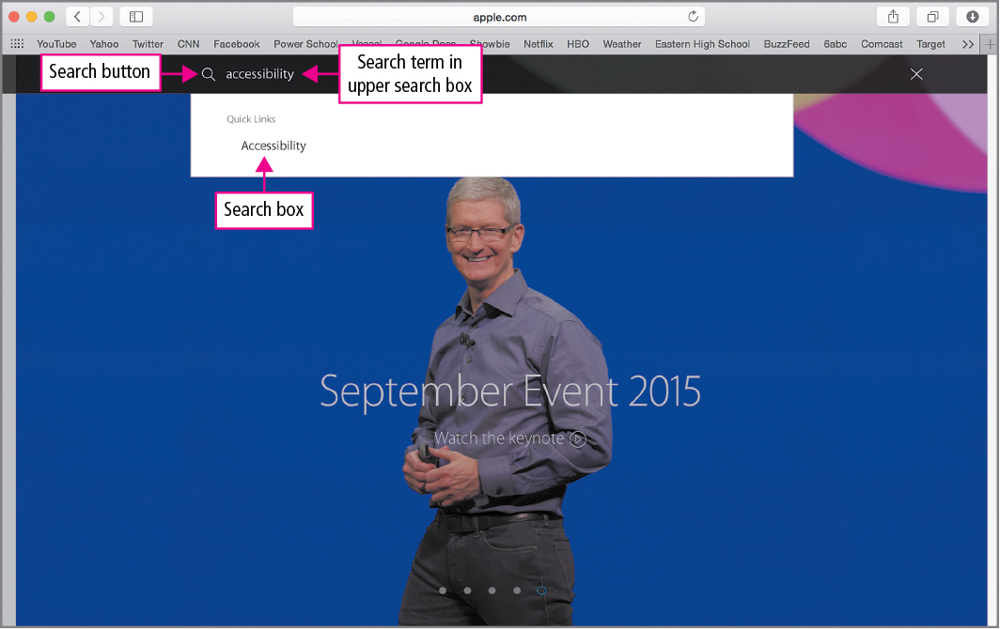 apple.com
YouTube Yahoo Twitter CNN Facebook Power School Vessel Google Docs Showbie Netflix HBO Weather Eastern High School BuzzFeed 6abc Comcast Target >>
Search button
accessibility
Search term in
upper search box
Quick Links
Accessibility
Search box
September Event 2015
Watch the keynote